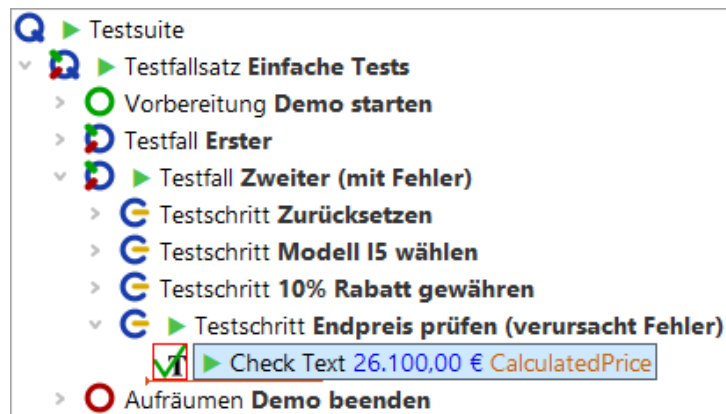 Testsuite
Testfallsatz Einfache Tests
Vorbereitung Demo starten
Testfall Erster
Testfall Zweiter (mit Fehler)
Testschritt Zurücksetzen
Testschritt Modell I5 wählen
Testschritt 10% Rabatt gewähren
Testschritt Endpreis prüfen (verursacht Fehler)
Check Text 26.100,00 € CalculatedPrice
Aufräumen Demo beenden